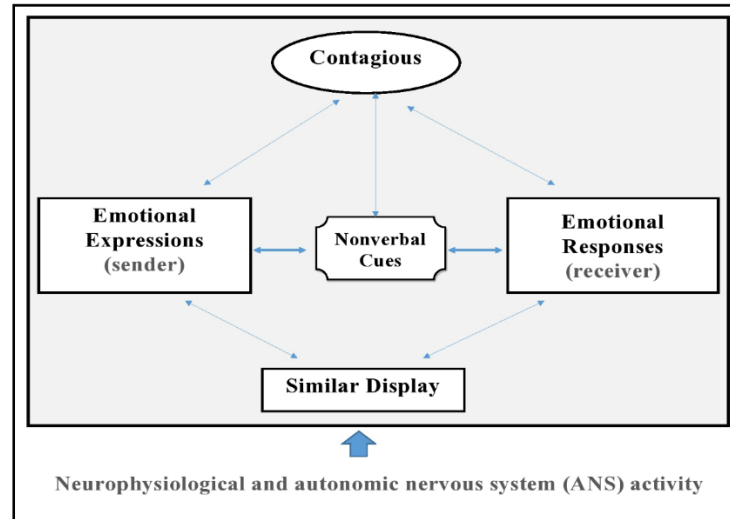 Contagious
Emotional
Expressions
(sender)
Nonverbal
Cues
Emotional
Responses
(receiver)
Similar Display
Neurophysiological and autonomic nervous system (ANS) activity